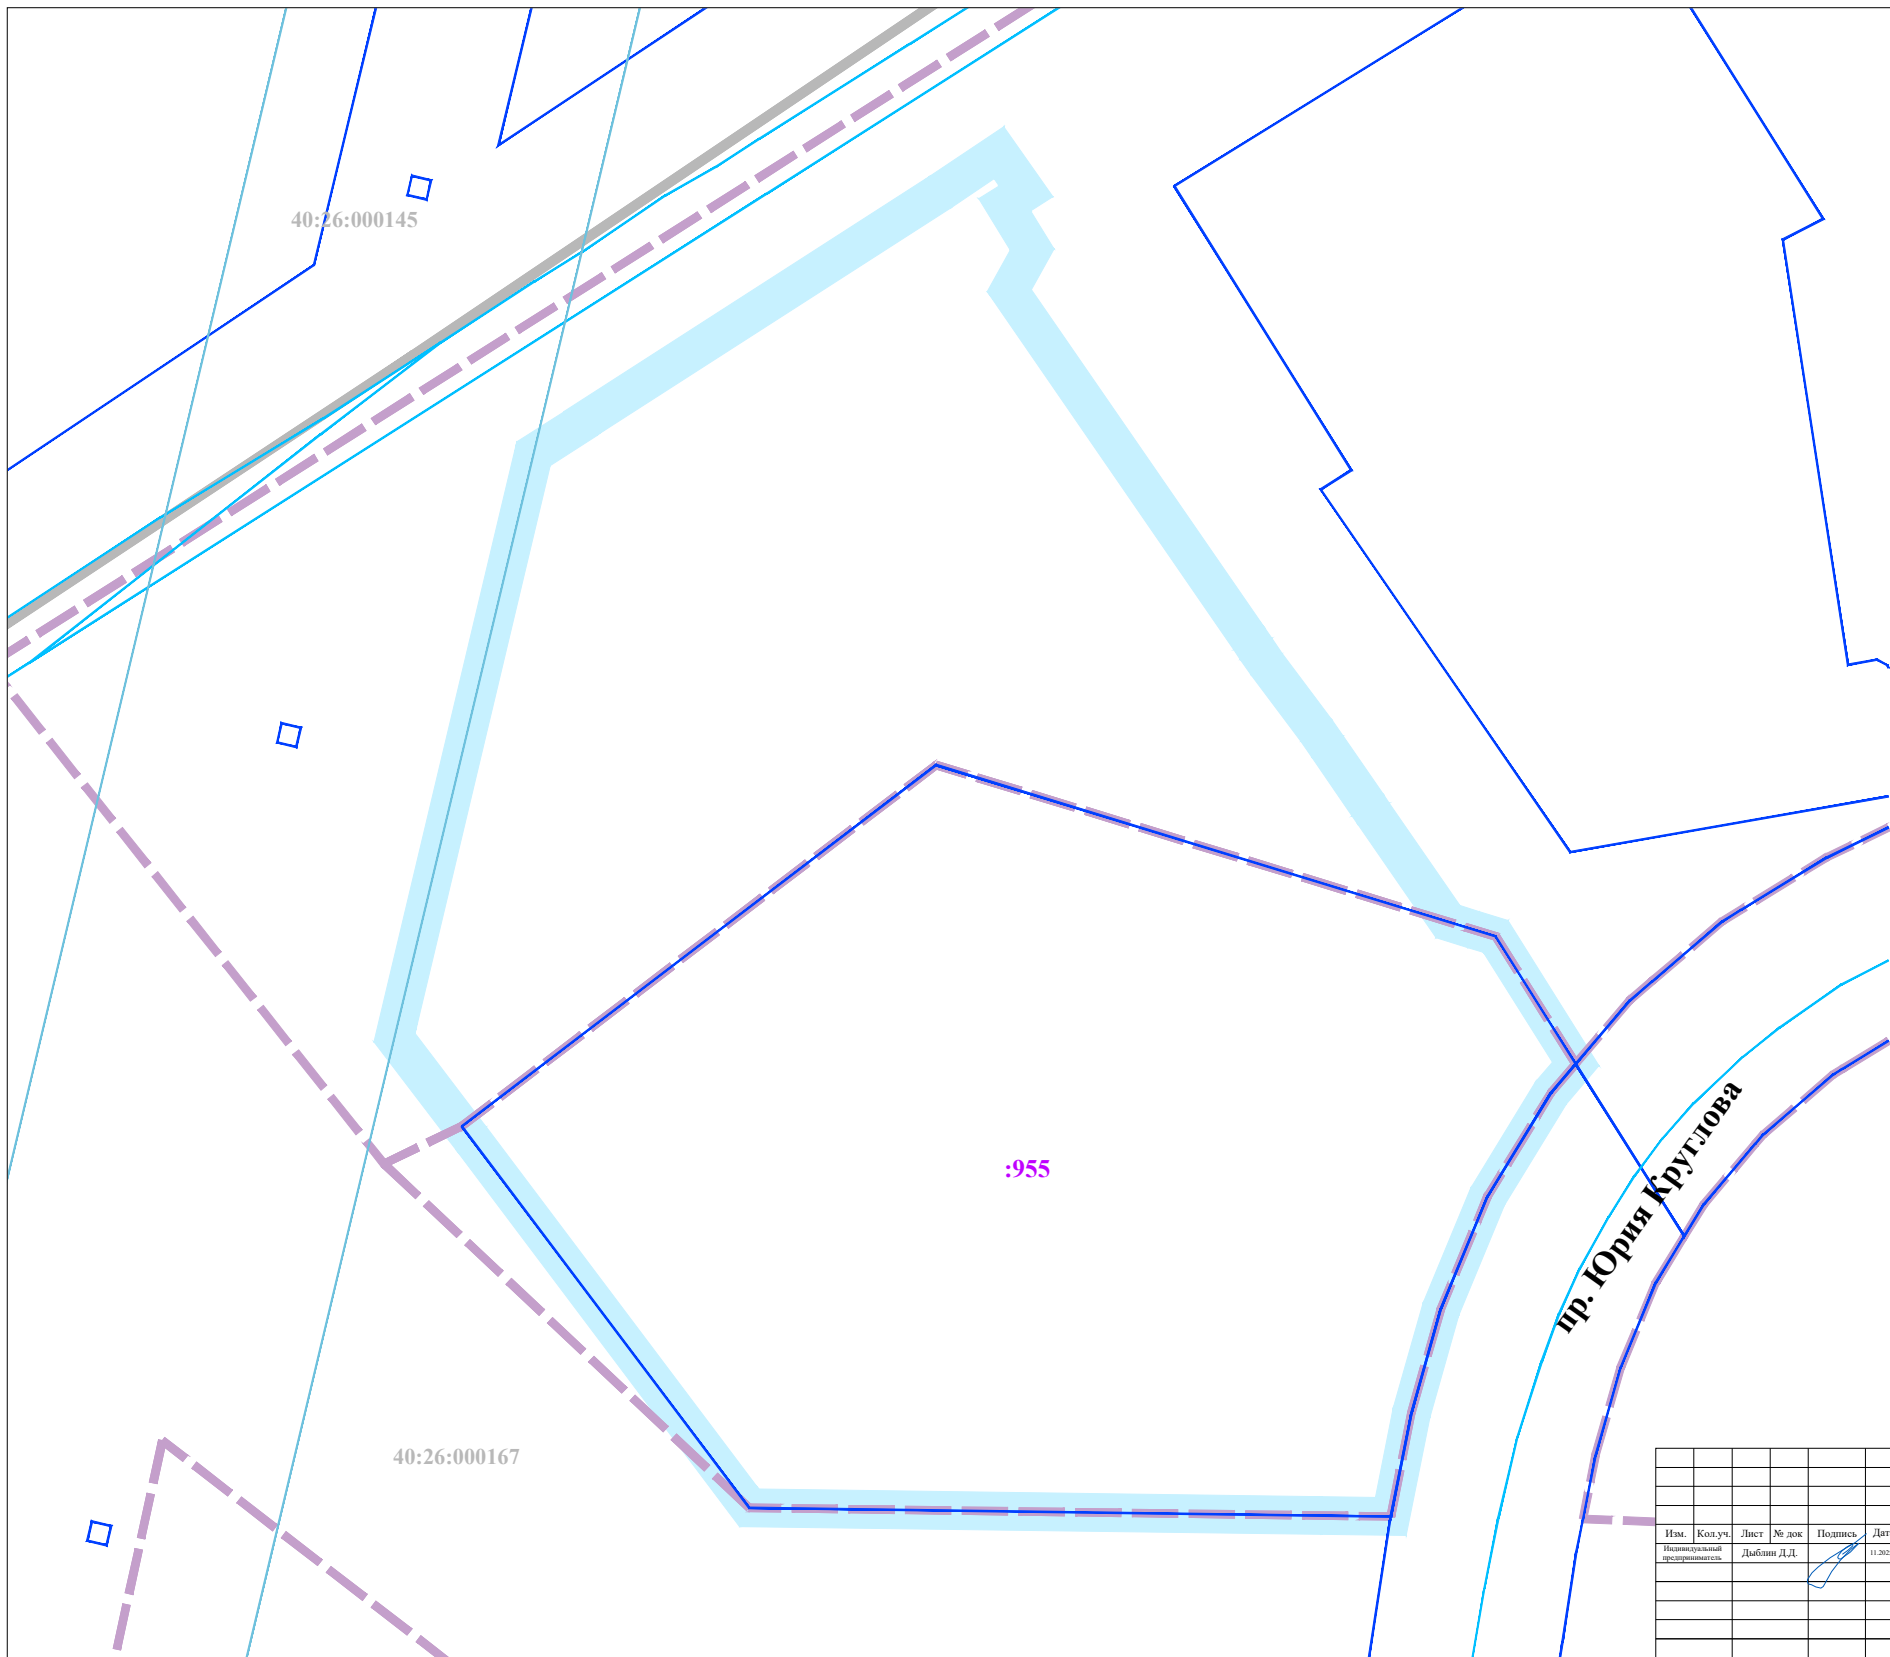 40:26:000145
:955
пр. Юрия Круглова
40:26:000167
Изм. Кол.уч. Лист № док Подпись
Индивидуальный предприниматель Дыблин Д.Д.